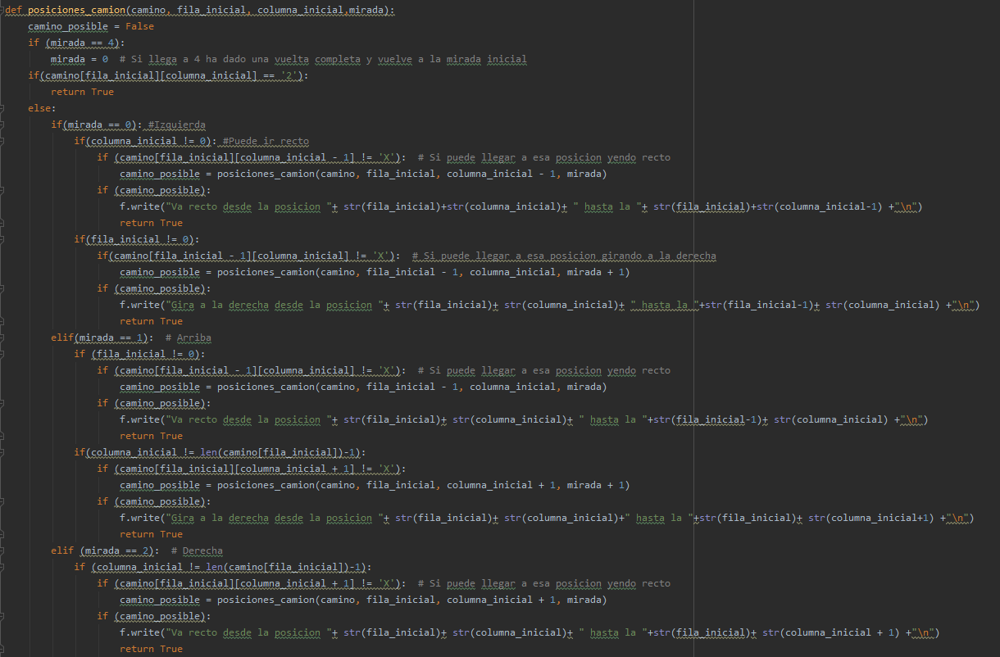 def posiciones_camion(camino, fila_inicial, columna_inicial,mirada):
    camino_posible = False
    if (mirada == 4):
        mirada = 0  # Si llega a 4 ha dado una vuelta completa y vuelve a la mirada inicial
    if(camino[fila_inicial][columna_inicial] == '2'):
        return True
    else:
        if(mirada == 0): #Izquierda
            if(columna_inicial != 0): #Puede ir recto
                if (camino[fila_inicial][columna_inicial - 1] != 'X'):  # Si puede llegar a esa posicion yendo recto
                    camino_posible = posiciones_camion(camino, fila_inicial, columna_inicial - 1, mirada)
                if (camino_posible):
                    f.write("Va recto desde la posicion "+ str(fila_inicial)+str(columna_inicial)+ " hasta la "+ str(fila_inicial)+str(columna_inicial-1) +"\n")
                    return True
            if(fila_inicial != 0):
                if(camino[fila_inicial - 1][columna_inicial] != 'X'):  # Si puede llegar a esa posicion girando a la derecha
                    camino_posible = posiciones_camion(camino, fila_inicial - 1, columna_inicial, mirada + 1)
                if (camino_posible):
                    f.write("Gira a la derecha desde la posicion "+ str(fila_inicial)+ str(columna_inicial)+ " hasta la "+str(fila_inicial-1)+ str(columna_inicial) +"\n")
                    return True
        elif(mirada == 1):  # Arriba
            if (fila_inicial != 0):
                if (camino[fila_inicial - 1][columna_inicial] != 'X'):  # Si puede llegar a esa posicion yendo recto
                    camino_posible = posiciones_camion(camino, fila_inicial - 1, columna_inicial, mirada)
                if (camino_posible):
                    f.write("Va recto desde la posicion "+ str(fila_inicial)+ str(columna_inicial)+ " hasta la "+str(fila_inicial-1)+ str(columna_inicial) +"\n")
                    return True
            if(columna_inicial != len(camino[fila_inicial])-1):
                if (camino[fila_inicial][columna_inicial + 1] != 'X'):
                    camino_posible = posiciones_camion(camino, fila_inicial, columna_inicial + 1, mirada + 1)
                if (camino_posible):
                    f.write("Gira a la derecha desde la posicion "+ str(fila_inicial)+ str(columna_inicial)+" hasta la "+str(fila_inicial)+ str(columna_inicial+1) +"\n")
                    return True
        elif (mirada == 2):  # Derecha
            if (columna_inicial != len(camino[fila_inicial])-1):
                if (camino[fila_inicial][columna_inicial + 1] != 'X'):  # Si puede llegar a esa posicion yendo recto
                    camino_posible = posiciones_camion(camino, fila_inicial, columna_inicial + 1, mirada)
                if (camino_posible):
                    f.write("Va recto desde la posicion "+ str(fila_inicial)+ str(columna_inicial)+ " hasta la "+str(fila_inicial)+ str(columna_inicial + 1) +"\n")
                    return True